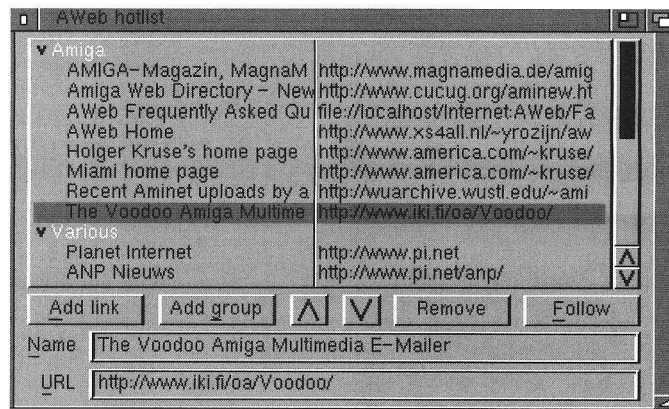 AWeb hotlist
Amiga
AMIGA-Magazin, MagnaM http://www.magnamedia.de/amig
Amiga Web Directory - New http://www.cucug.org/aminew.ht
AWeb Frequently Asked Qu file://localhost/Internet:AWeb/Fa
AWeb Home http://www.xs4all.nl/~yrozijn/aw
Holger Kruse's home page http://www.america.com/~kruse/
Miami home page http://www.america.com/~kruse/
Recent Aminet uploads by a http://wuarchive.wustl.edu/~ami
The Voodoo Amiga Multime http://www.iki.fi/oa/Voodoo/
Various
Planet Internet http://www.pi.net
ANP Nieuws http://www.pi.net/anp/
Add link Add group Remove Follow
Name The Voodoo Amiga Multimedia E-Mailer
URL http://www.iki.fi/oa/Voodoo/